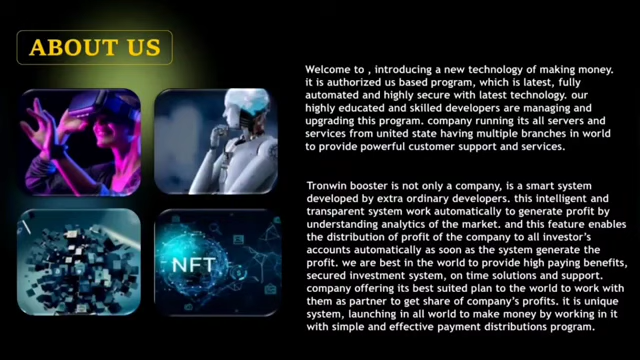 ABOUT US
Welcome to , introducing a new technology of making money.
it is authorized us based program, which is latest, fully
automated and highly secure with latest technology. our
highly educated and skilled developers are managing and
upgrading this program. company running its all servers and
services from united state having multiple branches in world
to provide powerful customer support and services.
Tronwin booster is not only a company, is a smart system
developed by extra ordinary developers. this intelligent and
transparent system work automatically to generate profit by
understanding analytics of the market. and this feature enables
the distribution of profit of the company to all investor's
accounts automatically as soon as the system generate the
profit. we are best in the world to provide high paying benefits,
secured investment system, on time solutions and support.
company offering its best suited plan to the world to work with
them as partner to get share of company's profits. it is unique
system, launching in all world to make money by working in it
with simple and effective payment distributions program.
NFT